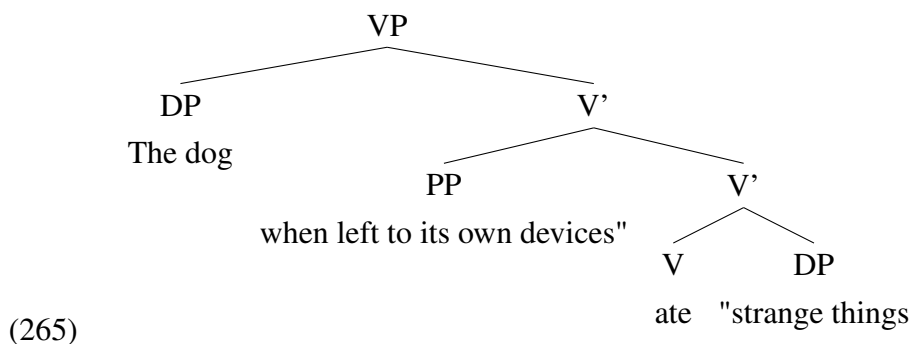 VP
DP V'
The dog
PP V'
when left to its own devices"
V DP
ate "strange things
(265)